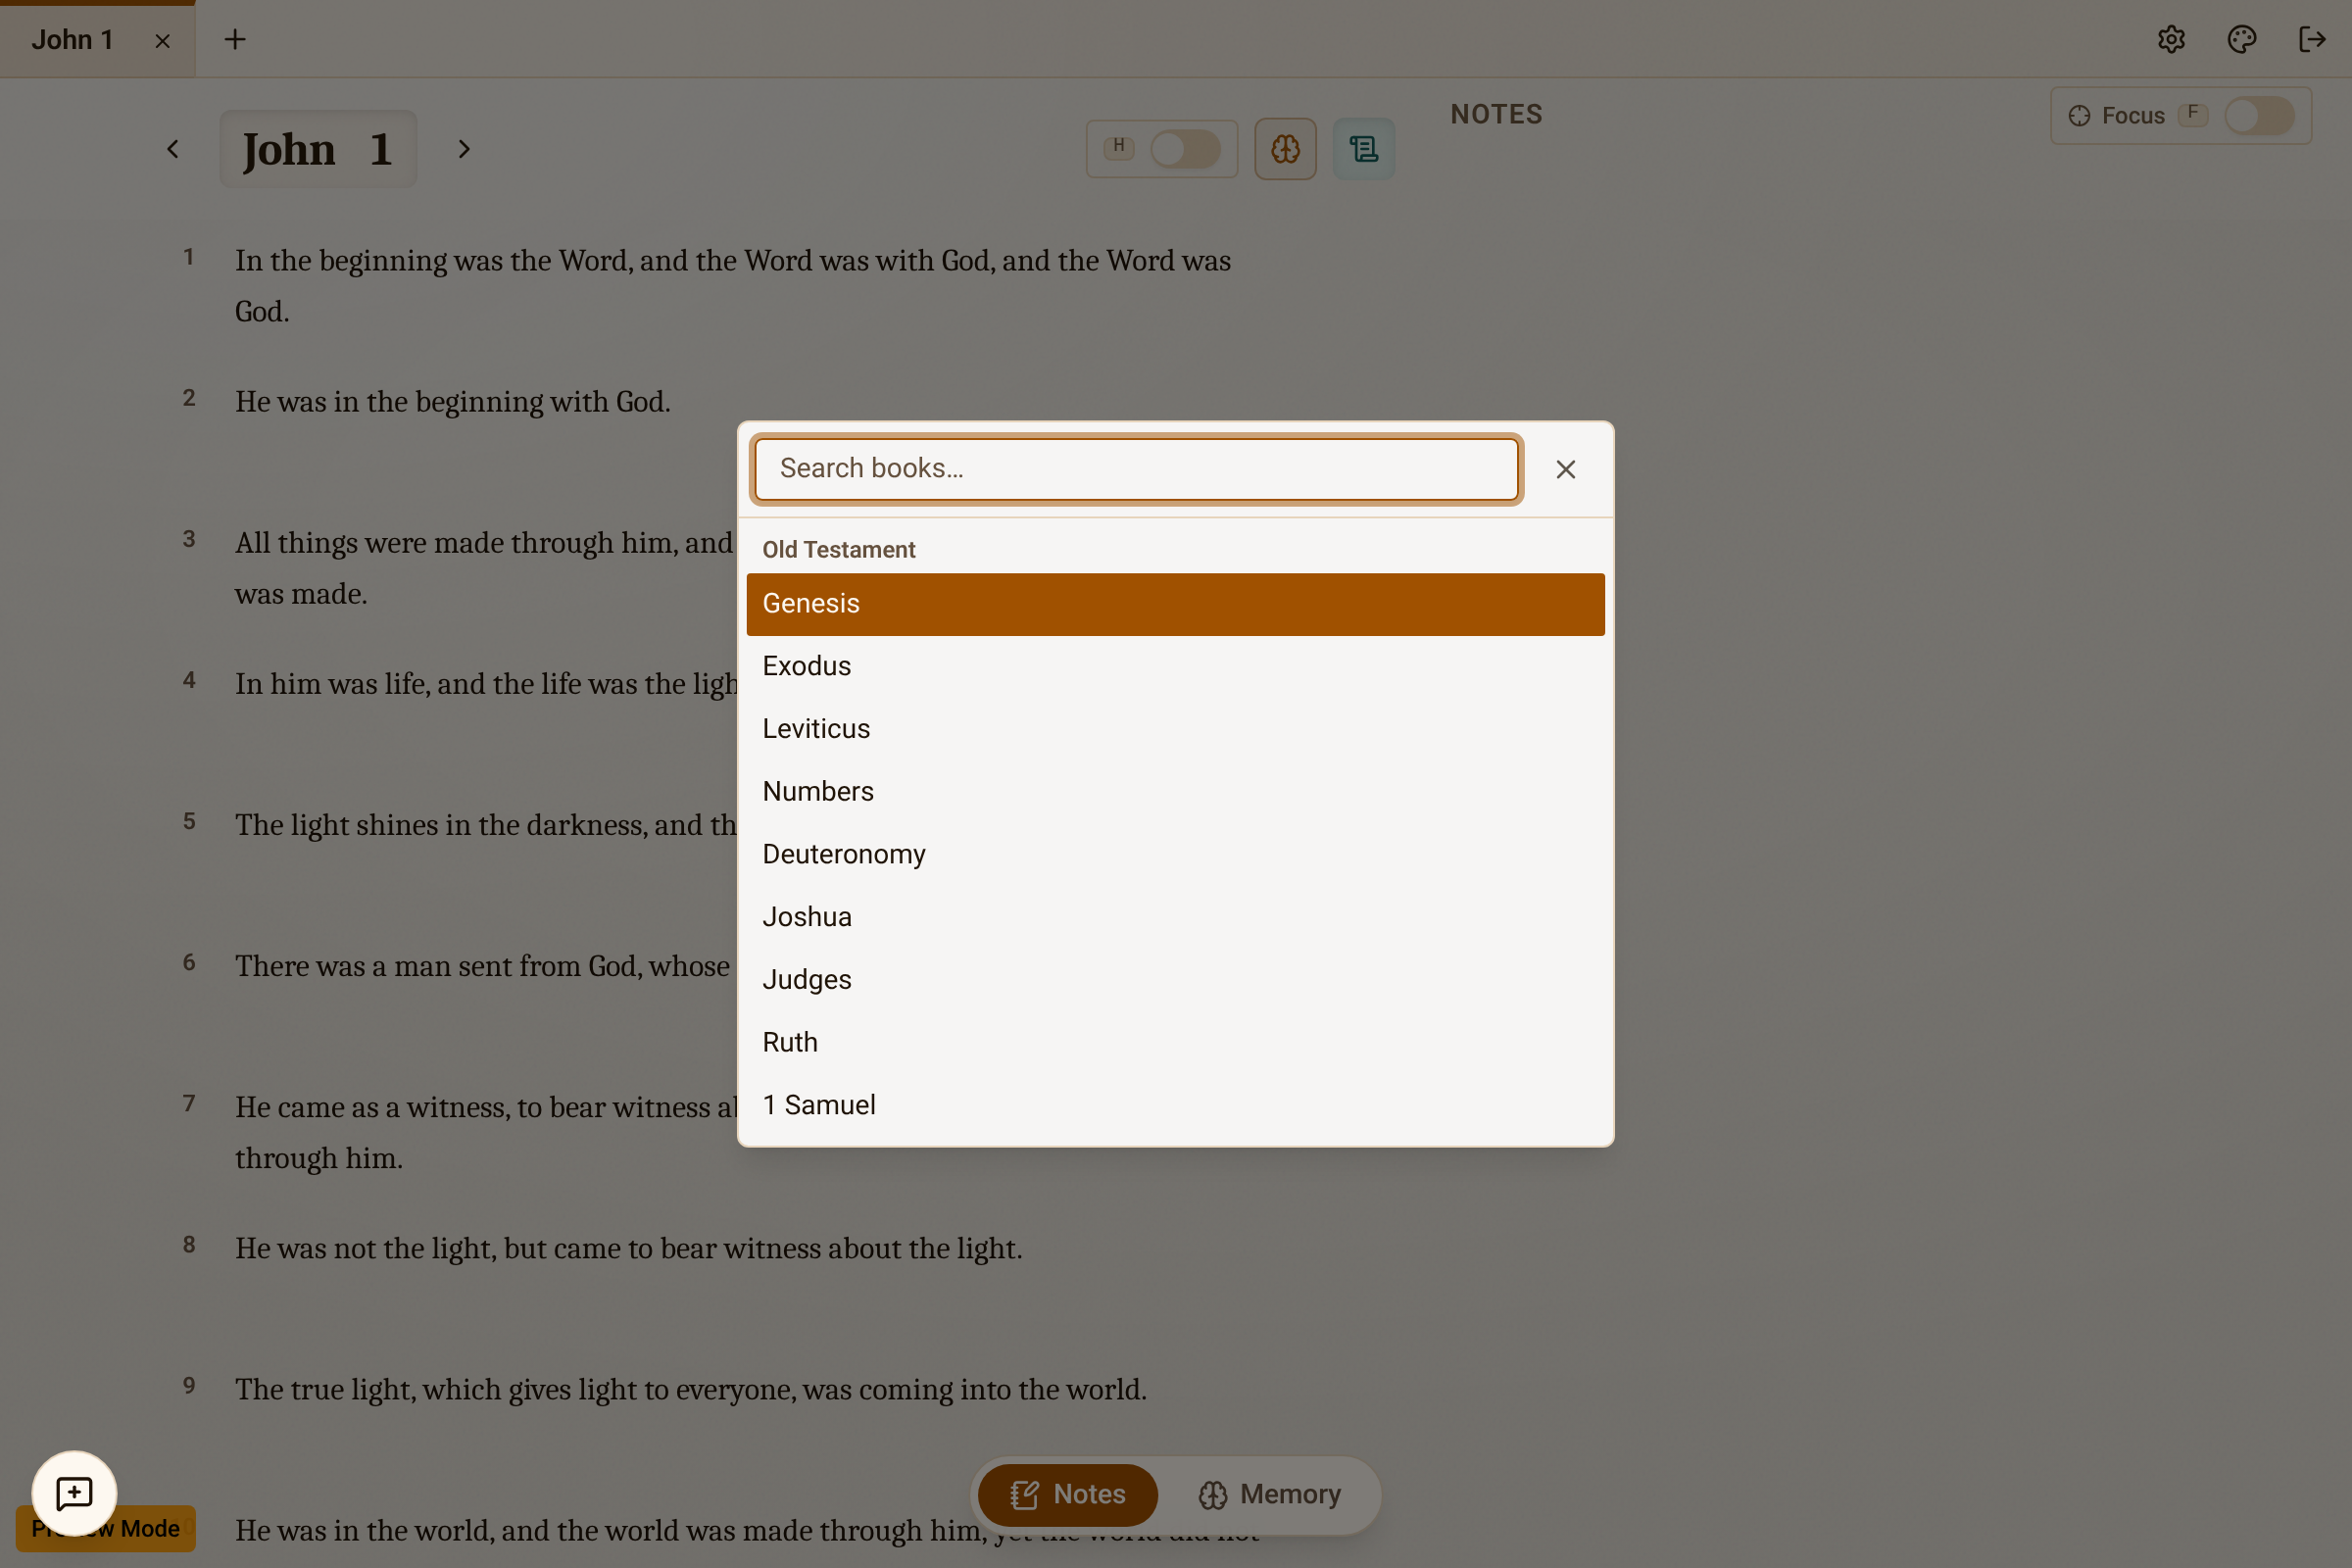 John 1
John 1
H
NOTES
Focus F
1 In the beginning was the Word, and the Word was with God, and the Word was
God.
2 He was in the beginning with God.
3 All things were made through him, and
was made.
4 In him was life, and the life was the ligh
5 The light shines in the darkness, and th
6 There was a man sent from God, whose
7 He came as a witness, to bear witness
through him.
8 He was not the light, but came to bear witness about the light.
9 The true light, which gives light to everyone, was coming into the world.
He was in the world, and the world was made through him, yet the world did not
Search books...
Old Testament
Genesis
Exodus
Leviticus
Numbers
Deuteronomy
Joshua
Judges
Ruth
1 Samuel
Notes
Memory
Mode